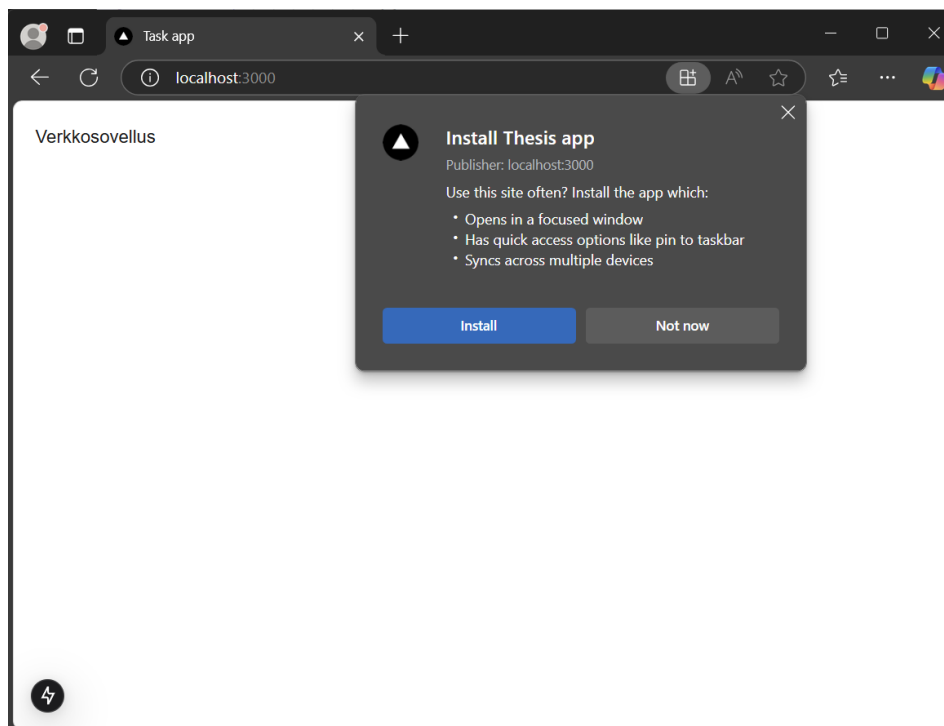 Task app
localhost:3000
Verkkosovellus
Install Thesis app
Publisher: localhost:3000
Use this site often? Install the app which:
• Opens in a focused window
• Has quick access options like pin to taskbar
• Syncs across multiple devices
Install
Not now